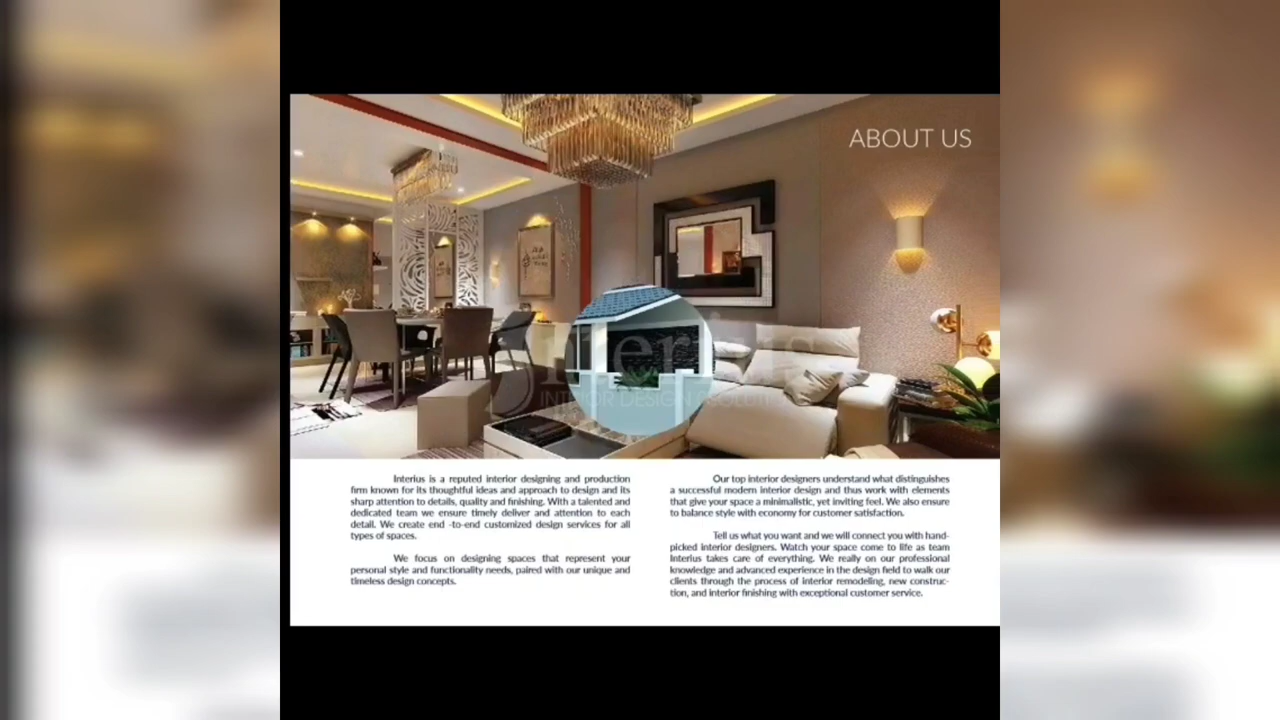 ABOUT US
Interius
INTERIOR DESIGN SOLUT
Interius is a reputed interior designing and production
firm known for its thoughtful ideas and approach to design and its
sharp attention to details, quality and finishing. With a talented and
dedicated team we ensure timely deliver and attention to each
detail. We create end -to-end customized design services for all
types of spaces.
We focus on designing spaces that represent your
personal style and functionality needs, paired with our unique and
timeless design concepts.
Our top interior designers understand what distinguishes
a successful modern interior design and thus work with elements
that give your space a minimalistic, yet inviting feel. We also ensure
to balance style with economy for customer satisfaction.
Tell us what you want and we will connect you with hand-
picked interior designers. Watch your space come to life as team
Interius takes care of everything. We really on our professional
knowledge and advanced experience in the design field to walk our
clients through the process of interior remodeling, new construc-
tion, and interior finishing with exceptional customer service.